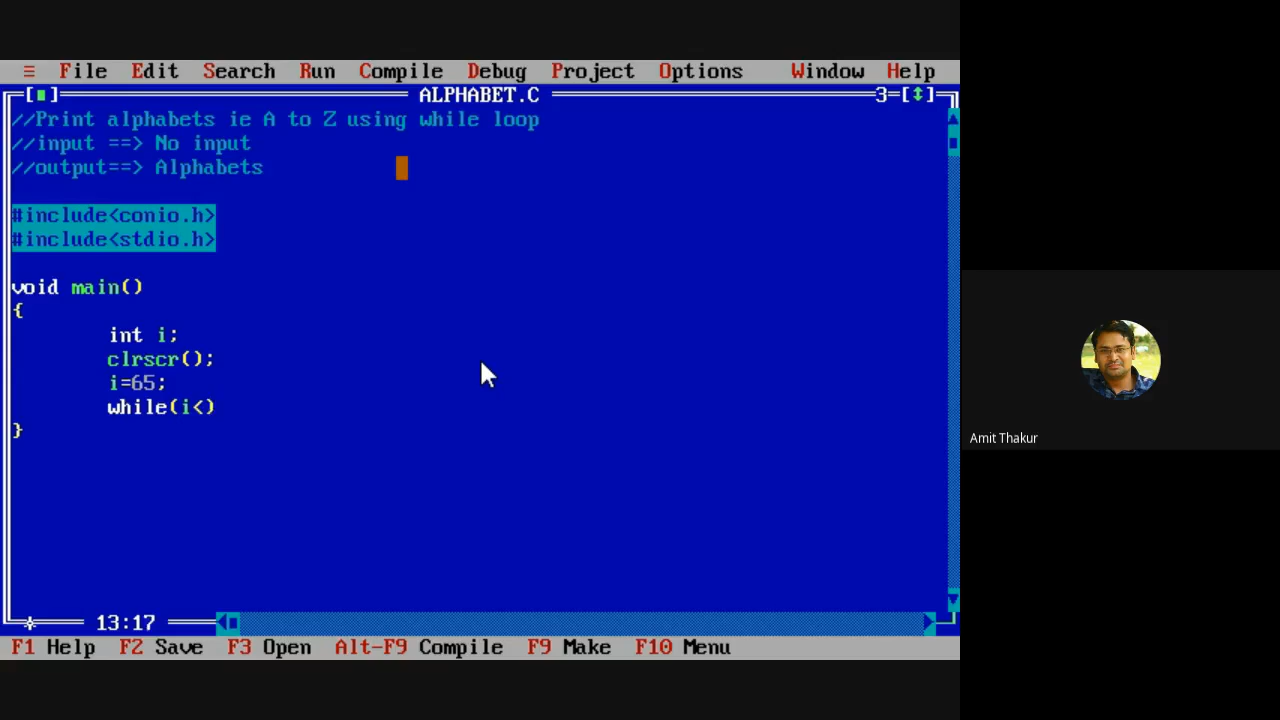 ≡ File Edit Search Run Compile Debug Project Options Window Help
ALPHABET.C 3
//Print alphabets ie A to Z using while loop
//input ==> No input
//output==> Alphabets
#include<conio.h>
#include<stdio.h>
void main()
{
int i;
clrscr();
i=65;
while(i<)
}
13:17
F1 Help F2 Save F3 Open Alt-F9 Compile F9 Make F10 Menu
Amit Thakur